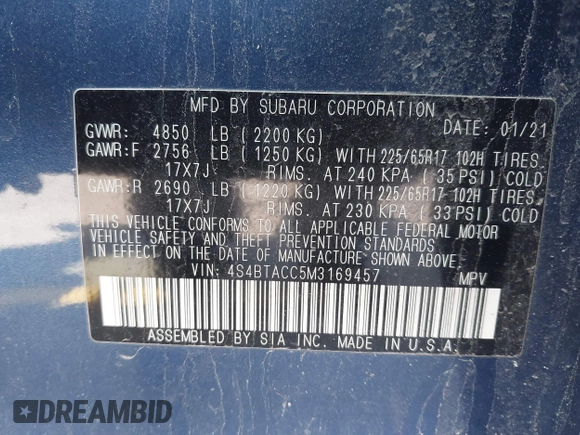 MFD BY SUBARU CORPORATION
GVWR: 4850 LB (2200 KG) DATE: 01/21
GAWR:F 2756 LB (1250 KG) WITH 225/65R17 102H TIRES.
17X7J RIMS. AT 240 KPA (35 PSI) COLD
GAWR:R 2690 LB (1220 KG) WITH 225/65R17 102H TIRES.
17X7J RIMS. AT 230 KPA (33 PSI) COLD
THIS VEHICLE CONFORMS TO ALL APPLICABLE FEDERAL MOTOR
VEHICLE SAFETY AND THEFT PREVENTION STANDARDS
IN EFFECT ON THE DATE OF MANUFACTURE SHOWN ABOVE.
VIN: 4S4BTACC5M3169457 MPV
ASSEMBLED BY SIA INC. MADE IN U.S.A.
DREAMBID